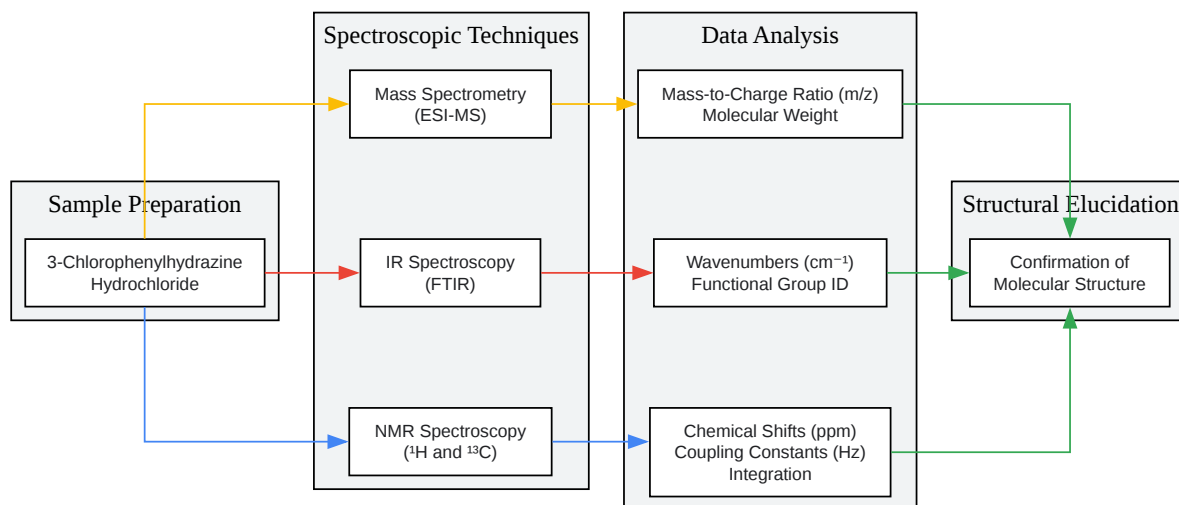 Sample Preparation
3-Chlorophenylhydrazine
Hydrochloride
Spectroscopic Techniques
Mass Spectrometry
(ESI-MS)
IR Spectroscopy
(FTIR)
NMR Spectroscopy
(¹H and ¹³C)
Data Analysis
Mass-to-Charge Ratio (m/z)
Molecular Weight
Wavenumbers (cm⁻¹)
Functional Group ID
Chemical Shifts (ppm)
Coupling Constants (Hz)
Integration
Structural Elucidation
Confirmation of
Molecular Structure